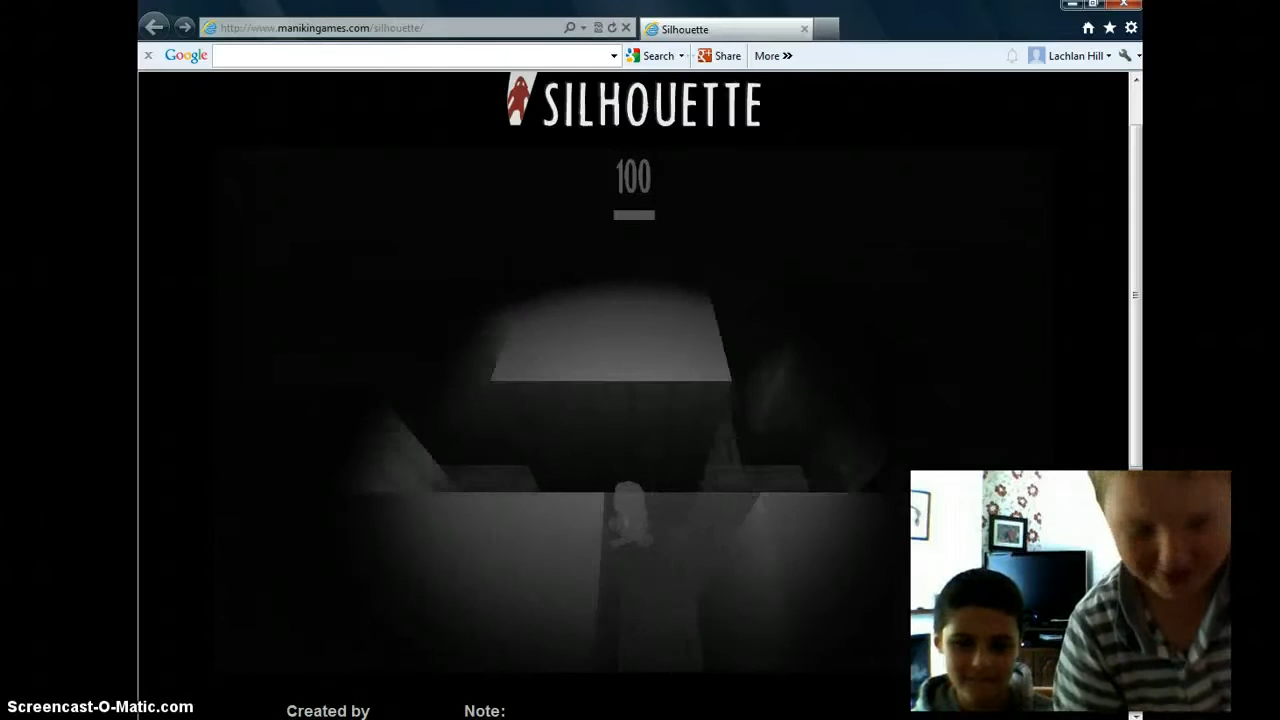 http://www.manikingames.com/silhouette/
Silhouette
x Google
Search
Share
More »
Lachlan Hill
SILHOUETTE
100
Created by
Note:
Screencast-O-Matic.com